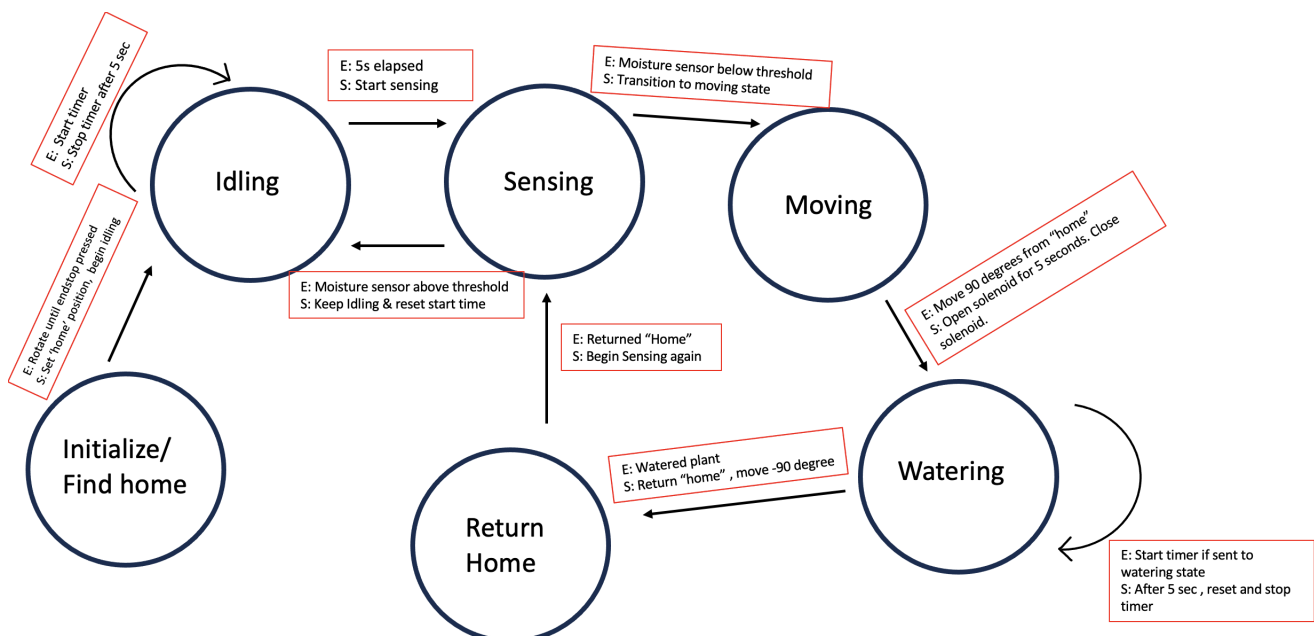 E: Start timer
S: Stop timer after 5 sec
E: 5s elapsed
S: Start sensing
E: Moisture sensor below threshold
S: Transition to moving state
Idling
Sensing
Moving
E: Rotate until endstop pressed
S: Set ‘home’ position, begin idling
E: Moisture sensor above threshold
S: Keep Idling & reset start time
E: Move 90 degrees from “home”
S: Open solenoid for 5 seconds. Close
solenoid.
E: Returned “Home”
S: Begin Sensing again
Initialize/
Find home
E: Watered plant
S: Return “home” , move -90 degree
Watering
Return
Home
E: Start timer if sent to
watering state
S: After 5 sec , reset and stop
timer